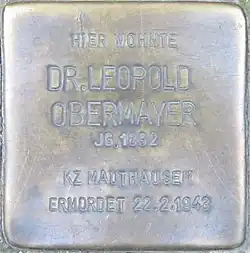 HIER WOHNTE
DR. LEOPOLD
OBERMAYER
JG. 1892
KZ MAUTHAUSEN
ERMORDET 22.2.1943